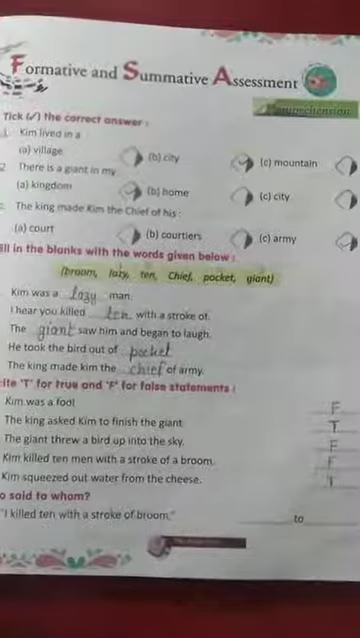 Formative and Summative Assessment
Comprehension
Tick (✓) the correct answer :
1. Kim lived in a
(a) village (b) city (c) mountain
2. There is a giant in my
(a) kingdom (b) home (c) city
The king made Kim the Chief of his :
(a) court (b) courtiers (c) army
ill in the blanks with the words given below :
(broom, lazy, ten, Chief, pocket, giant)
Kim was a lazy man.
I hear you killed ten with a stroke of.
The giant saw him and began to laugh.
He took the bird out of pocket
The king made kim the chief of army.
ite 'T' for true and 'F' for false statements :
Kim was a fool F
The king asked Kim to finish the giant T
The giant threw a bird up into the sky. F
Kim killed ten men with a stroke of a broom. F
Kim squeezed out water from the cheese. T
o said to whom?
"I killed ten with a stroke of broom." to